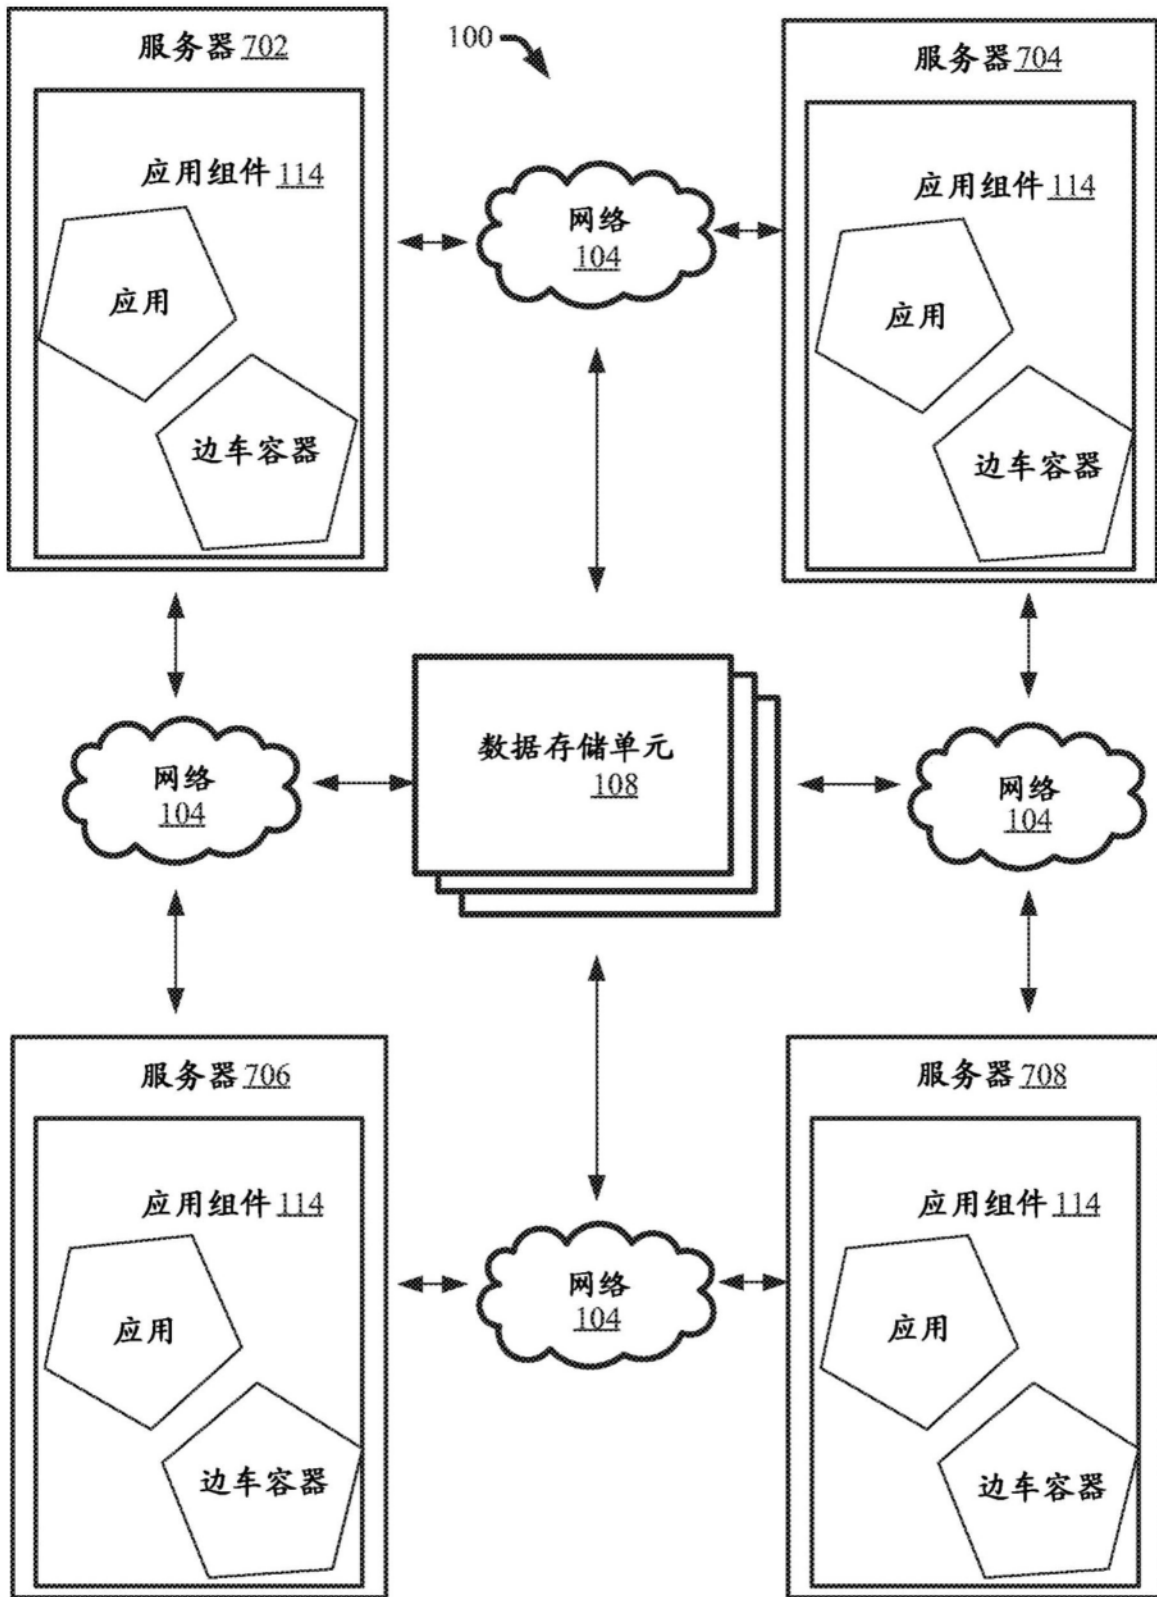 服务器 702
100
服务器 704
应用组件 114
网络
104
应用组件 114
应用
应用
边车容器
边车容器
网络
104
数据存储单元
108
网络
104
服务器 706
服务器 708
应用组件 114
应用组件 114
网络
104
应用
应用
边车容器
边车容器